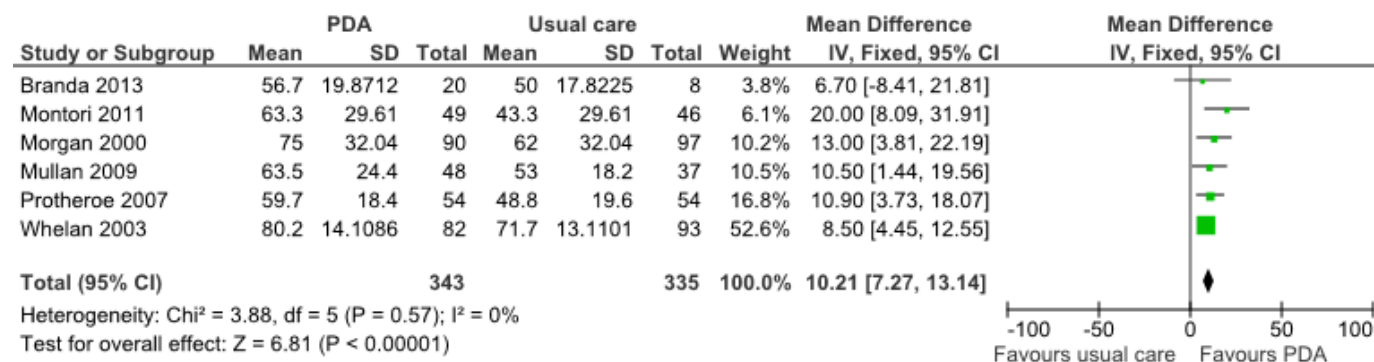 PDA Usual care Mean Difference Mean Difference
Study or Subgroup Mean SD Total Mean SD Total Weight IV, Fixed, 95% CI IV, Fixed, 95% CI
Branda 2013 56.7 19.8712 20 50 17.8225 8 3.8% 6.70 [-8.41, 21.81]
Montori 2011 63.3 29.61 49 43.3 29.61 46 6.1% 20.00 [8.09, 31.91]
Morgan 2000 75 32.04 90 62 32.04 97 10.2% 13.00 [3.81, 22.19]
Mullan 2009 63.5 24.4 48 53 18.2 37 10.5% 10.50 [1.44, 19.56]
Protheroe 2007 59.7 18.4 54 48.8 19.6 54 16.8% 10.90 [3.73, 18.07]
Whelan 2003 80.2 14.1086 82 71.7 13.1101 93 52.6% 8.50 [4.45, 12.55]
Total (95% CI) 343 335 100.0% 10.21 [7.27, 13.14]
Heterogeneity: Chi² = 3.88, df = 5 (P = 0.57); I² = 0%
Test for overall effect: Z = 6.81 (P < 0.00001)
-100 -50 0 50 100
Favours usual care Favours PDA